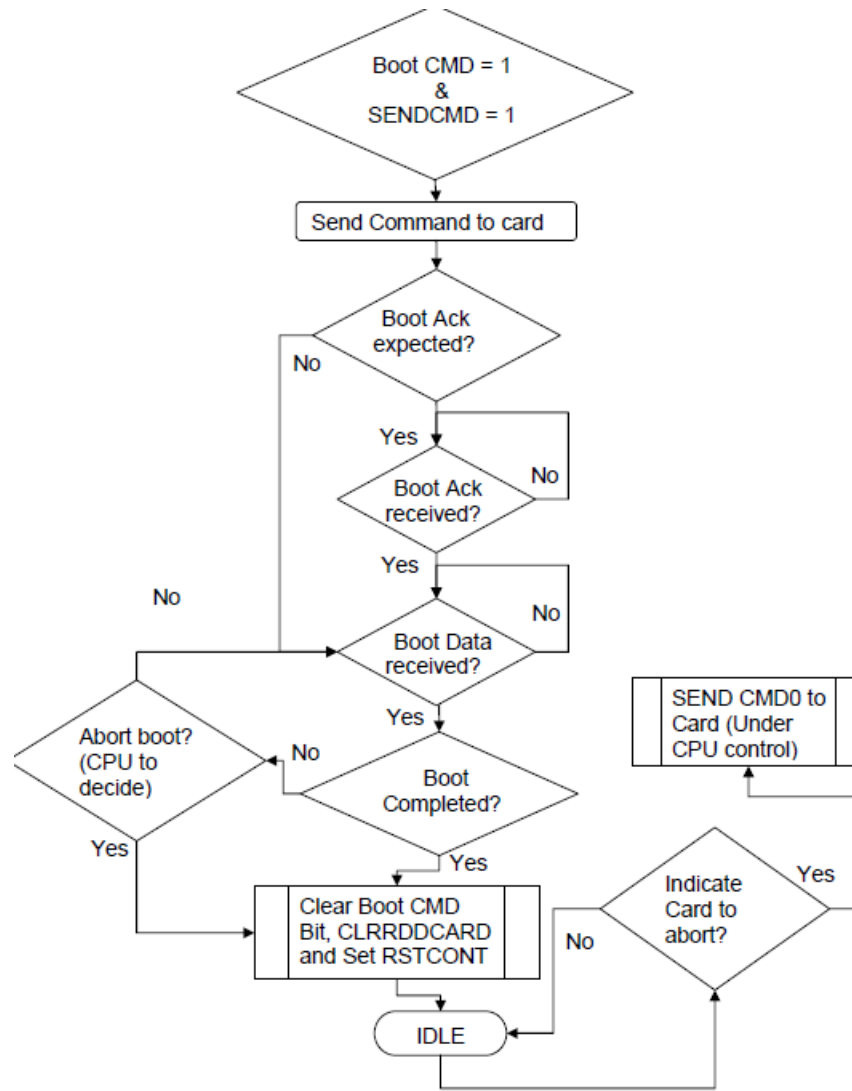 Boot CMD = 1
&
SENDCMD = 1
Send Command to card
Boot Ack
expected?
No
Yes
No
Boot Ack
received?
Yes
No
No
Boot Data
received?
SEND CMD0 to
Card (Under
CPU control)
Yes
Abort boot?
(CPU to
decide)
No
Boot
Completed?
Yes
Yes
Clear Boot CMD
Bit, CLRRDDCARD
and Set RSTCONT
Indicate
Card to
abort?
Yes
No
IDLE